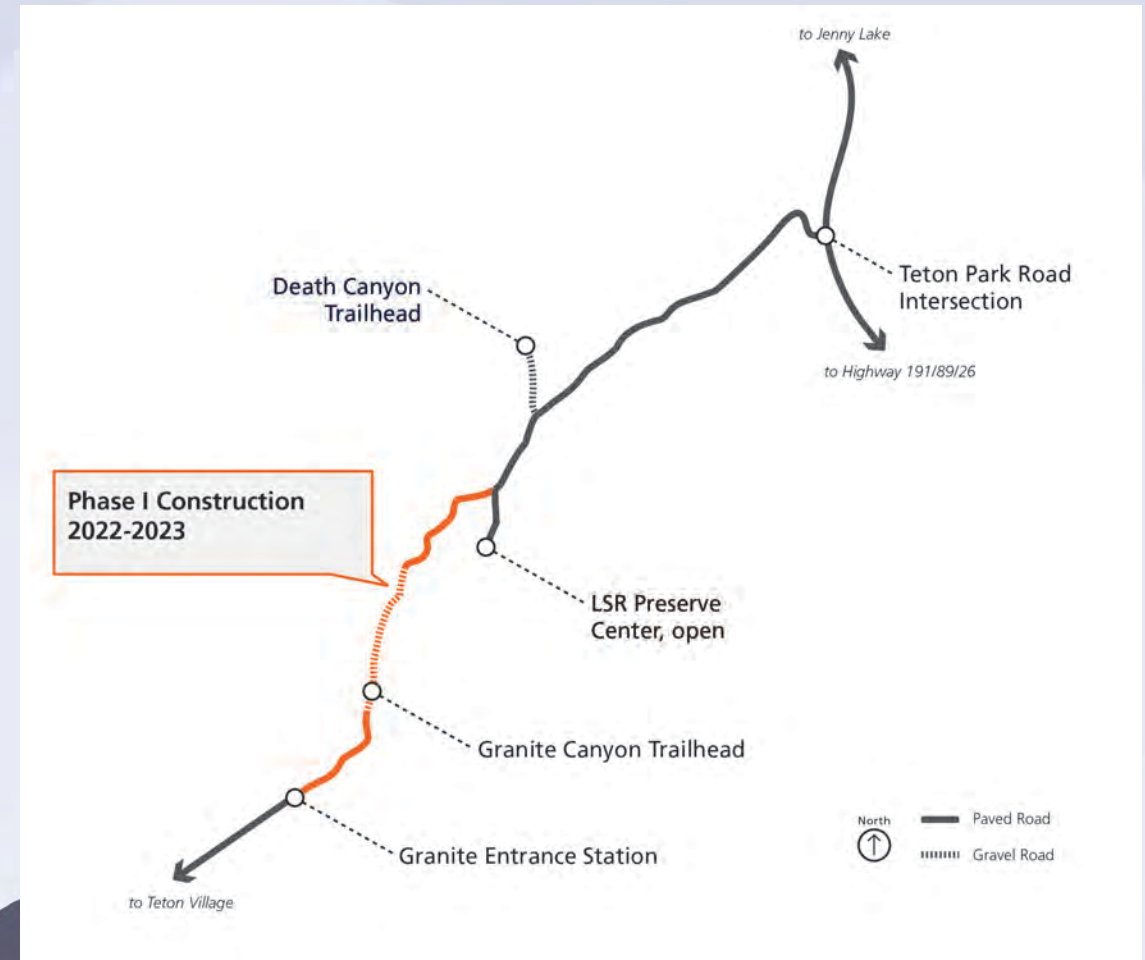 to Jenny Lake
Teton Park Road
Intersection
Death Canyon
Trailhead
to Highway 191/89/26
Phase I Construction
2022-2023
LSR Preserve
Center, open
Granite Canyon Trailhead
North
Paved Road
Gravel Road
Granite Entrance Station
to Teton Village